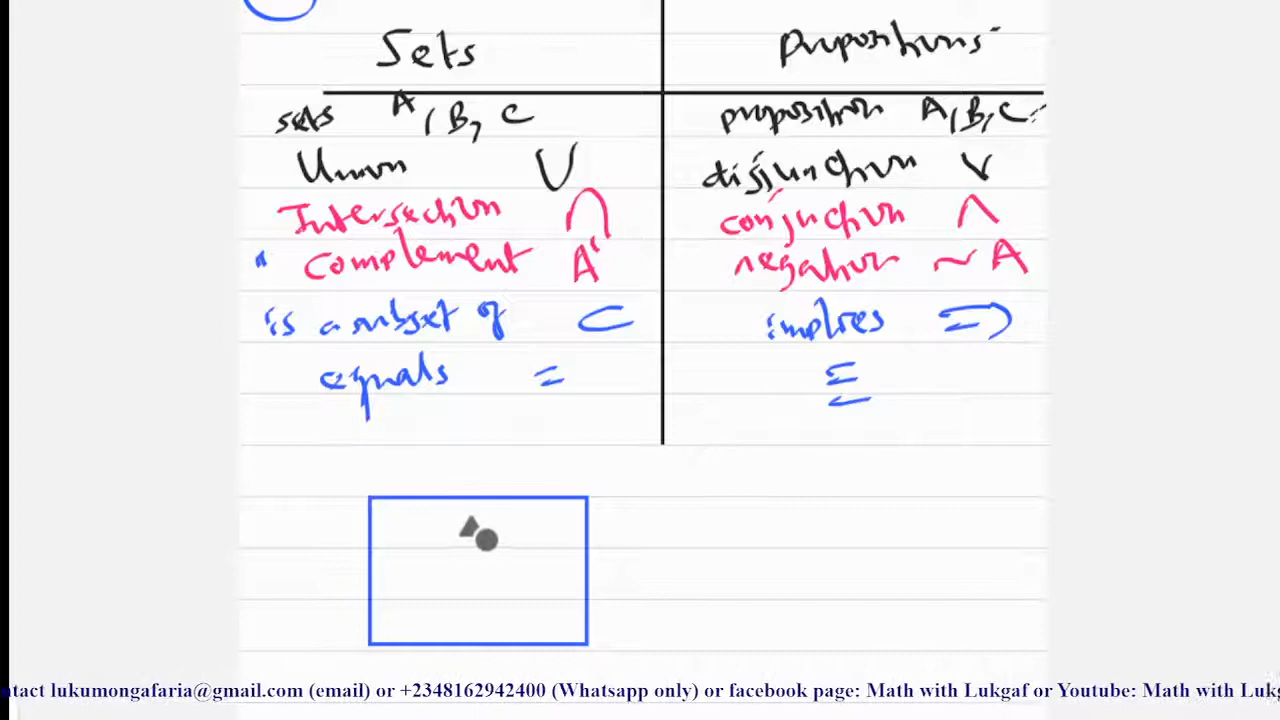 Sets Propositions
sets A, B, C proposition A, B, C
Union ∪ disjunction ∨
Intersection ∩ conjunction ∧
complement A' negation ~A
is a subset of ⊂ implies ⇒
equals = ≡
ntact lukumongafaria@gmail.com (email) or +2348162942400 (Whatsapp only) or facebook page: Math with Lukgaf or Youtube: Math with Lukg